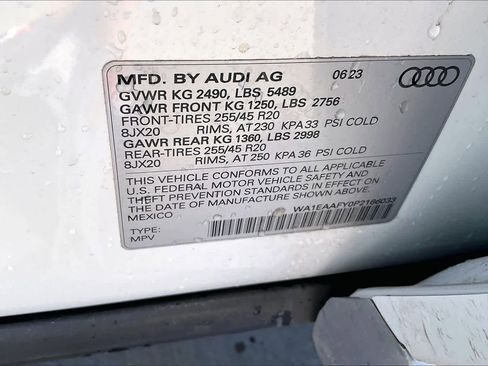 MFD. BY AUDI AG 06 23
GVWR KG 2490, LBS 5489
GAWR FRONT KG 1250, LBS 2756
FRONT-TIRES 255/45 R20
8JX20 RIMS, AT 230 KPA 33 PSI COLD
GAWR REAR KG 1360, LBS 2998
REAR-TIRES 255/45 R20
8JX20 RIMS, AT 250 KPA 36 PSI COLD
THIS VEHICLE CONFORMS TO ALL APPLICABLE
U.S. FEDERAL MOTOR VEHICLE SAFETY AND
THEFT PREVENTION STANDARDS IN EFFECT ON
THE DATE OF MANUFACTURE SHOWN ABOVE.
MEXICO
WA1EAAFY0P2166033
TYPE:
MPV